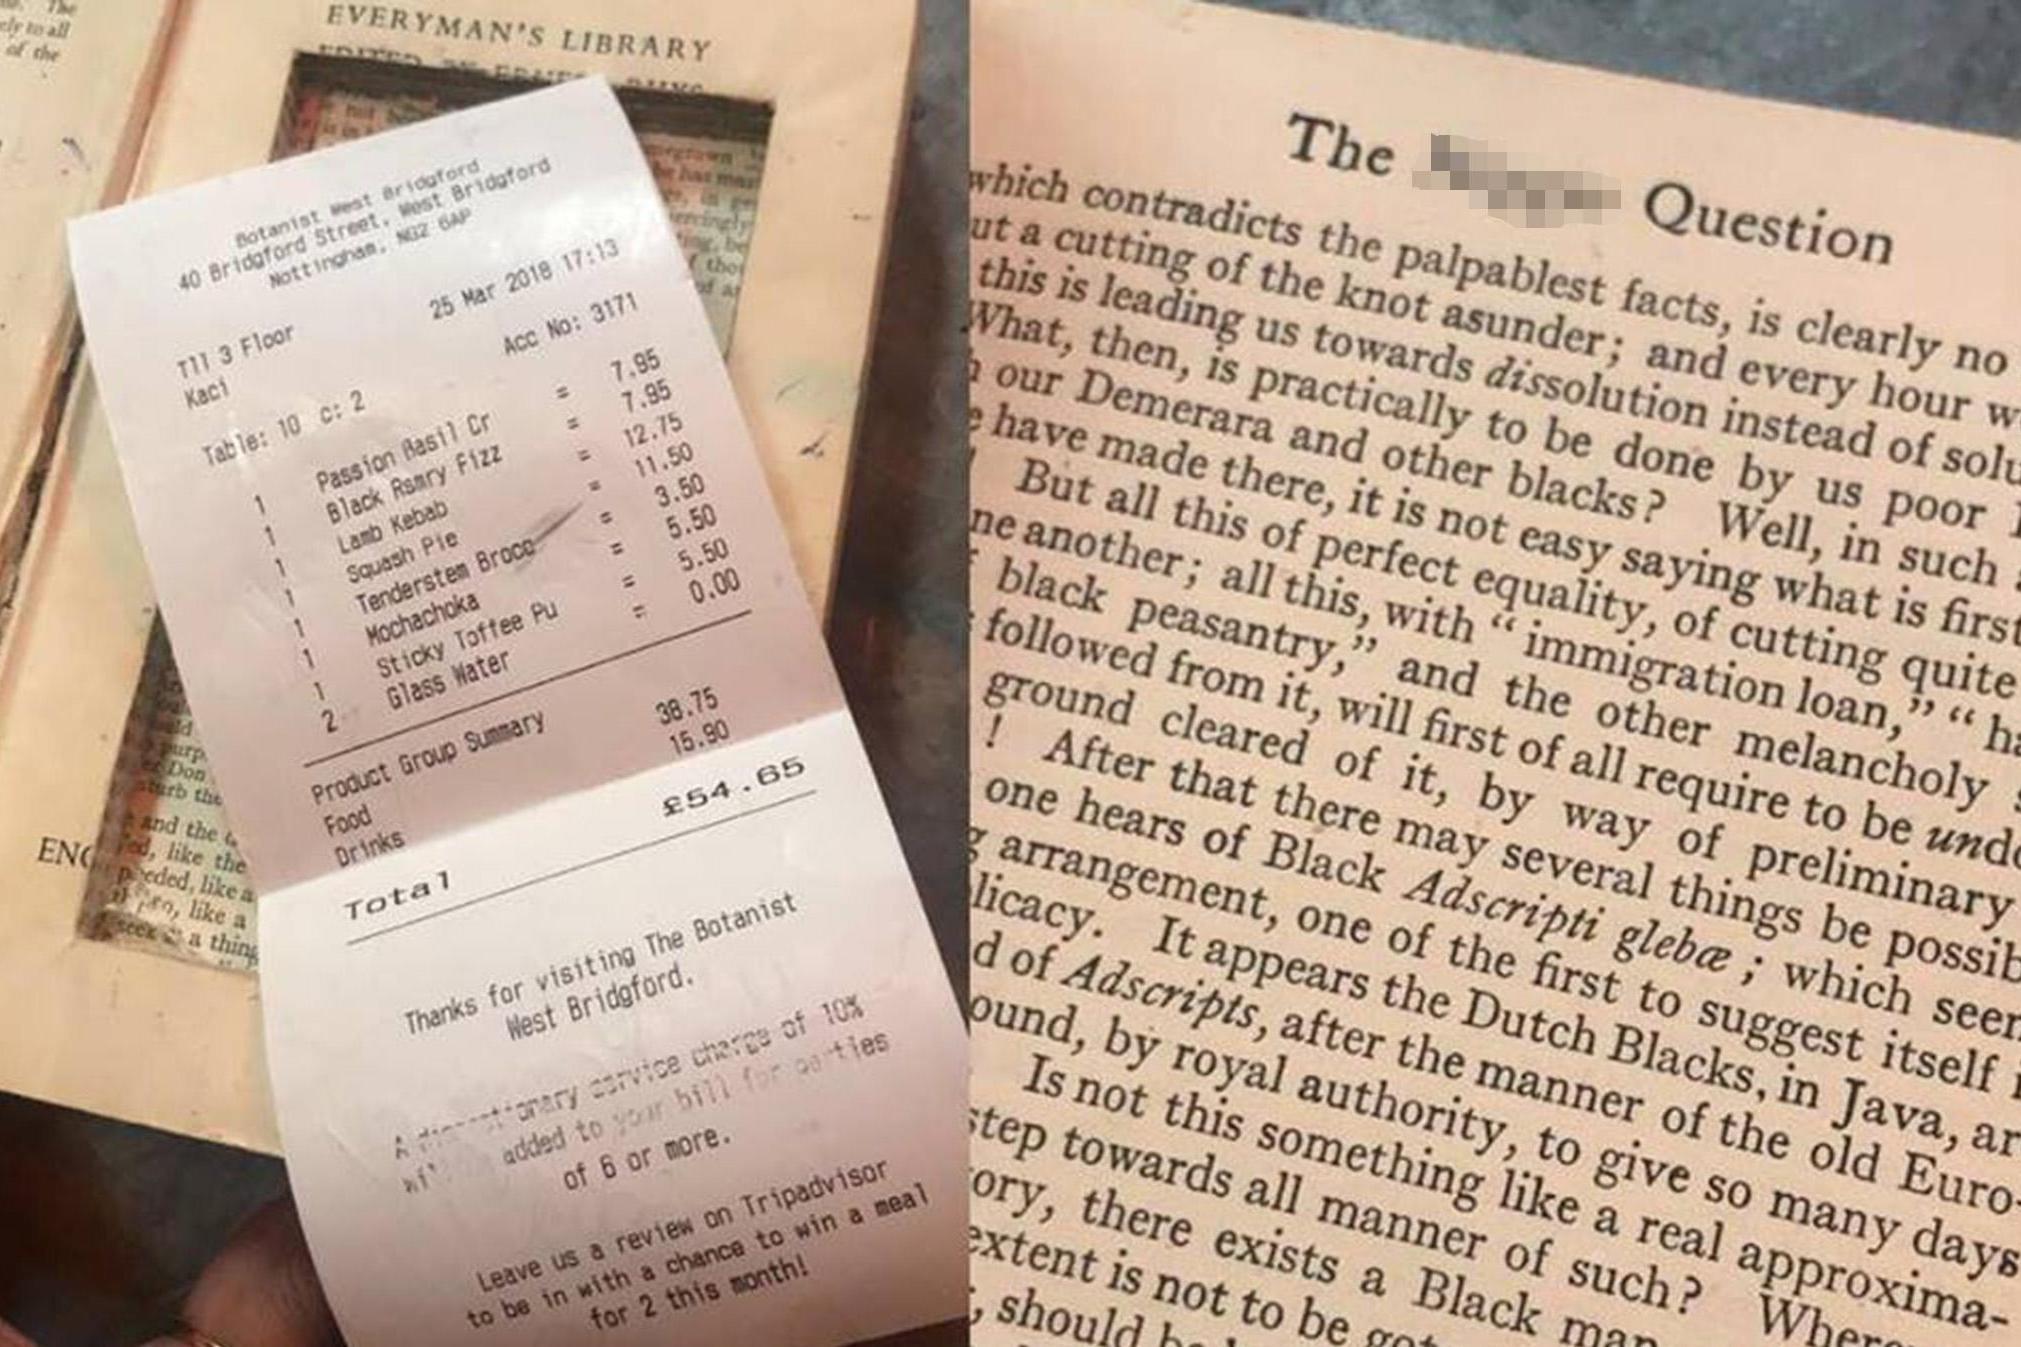 ely to all
of the
EVERYMAN'S LIBRARY
Botanist West Bridgford
40 Bridgford Street, West Bridgford
Nottingham, NG2 6AP
25 Mar 2018 17:13
Till 3 Floor
Acc No: 3171
Kaci
Table: 10 c: 2
1 Passion Basil Cr = 7.95
1 Black Rsmry Fizz = 7.95
1 Lamb Kebab = 12.75
1 Squash Pie = 11.50
1 Tenderstem Brocc = 3.50
1 Mochachoka = 5.50
1 Sticky Toffee Pu = 5.50
2 Glass Water = 0.00
Product Group Summary
Food 38.75
Drinks 15.90
Total £54.65
Thanks for visiting The Botanist
West Bridgford.
A discretionary service charge of 10%
added to your bill for parties
of 6 or more.
Leave us a review on Tripadvisor
to be in with a chance to win a meal
for 2 this month!
and the
like the
like a
like a
seek a thing
The Question
which contradicts the palpablest facts, is clearly no
ut a cutting of the knot asunder; and every hour w
this is leading us towards dissolution instead of solu
What, then, is practically to be done by us poor
our Demerara and other blacks? Well, in such
have made there, it is not easy saying what is first
But all this of perfect equality, of cutting quite
ne another; all this, with "immigration loan," "ha
black peasantry," and the other melancholy
followed from it, will first of all require to be undo
ground cleared of it, by way of preliminary
! After that there may several things be possib
one hears of Black Adscripti glebæ; which seem
g arrangement, one of the first to suggest itself
licacy. It appears the Dutch Blacks, in Java, ar
d of Adscripts, after the manner of the old Euro-
ound, by royal authority, to give so many days
Is not this something like a real approxima-
step towards all manner of such? Where
ory, there exists a Black man
extent is not to be got
, should be